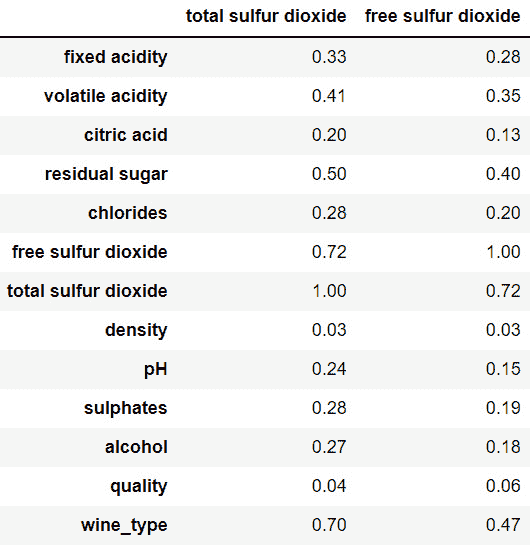 total sulfur dioxide free sulfur dioxide
fixed acidity 0.33 0.28
volatile acidity 0.41 0.35
citric acid 0.20 0.13
residual sugar 0.50 0.40
chlorides 0.28 0.20
free sulfur dioxide 0.72 1.00
total sulfur dioxide 1.00 0.72
density 0.03 0.03
pH 0.24 0.15
sulphates 0.28 0.19
alcohol 0.27 0.18
quality 0.04 0.06
wine_type 0.70 0.47